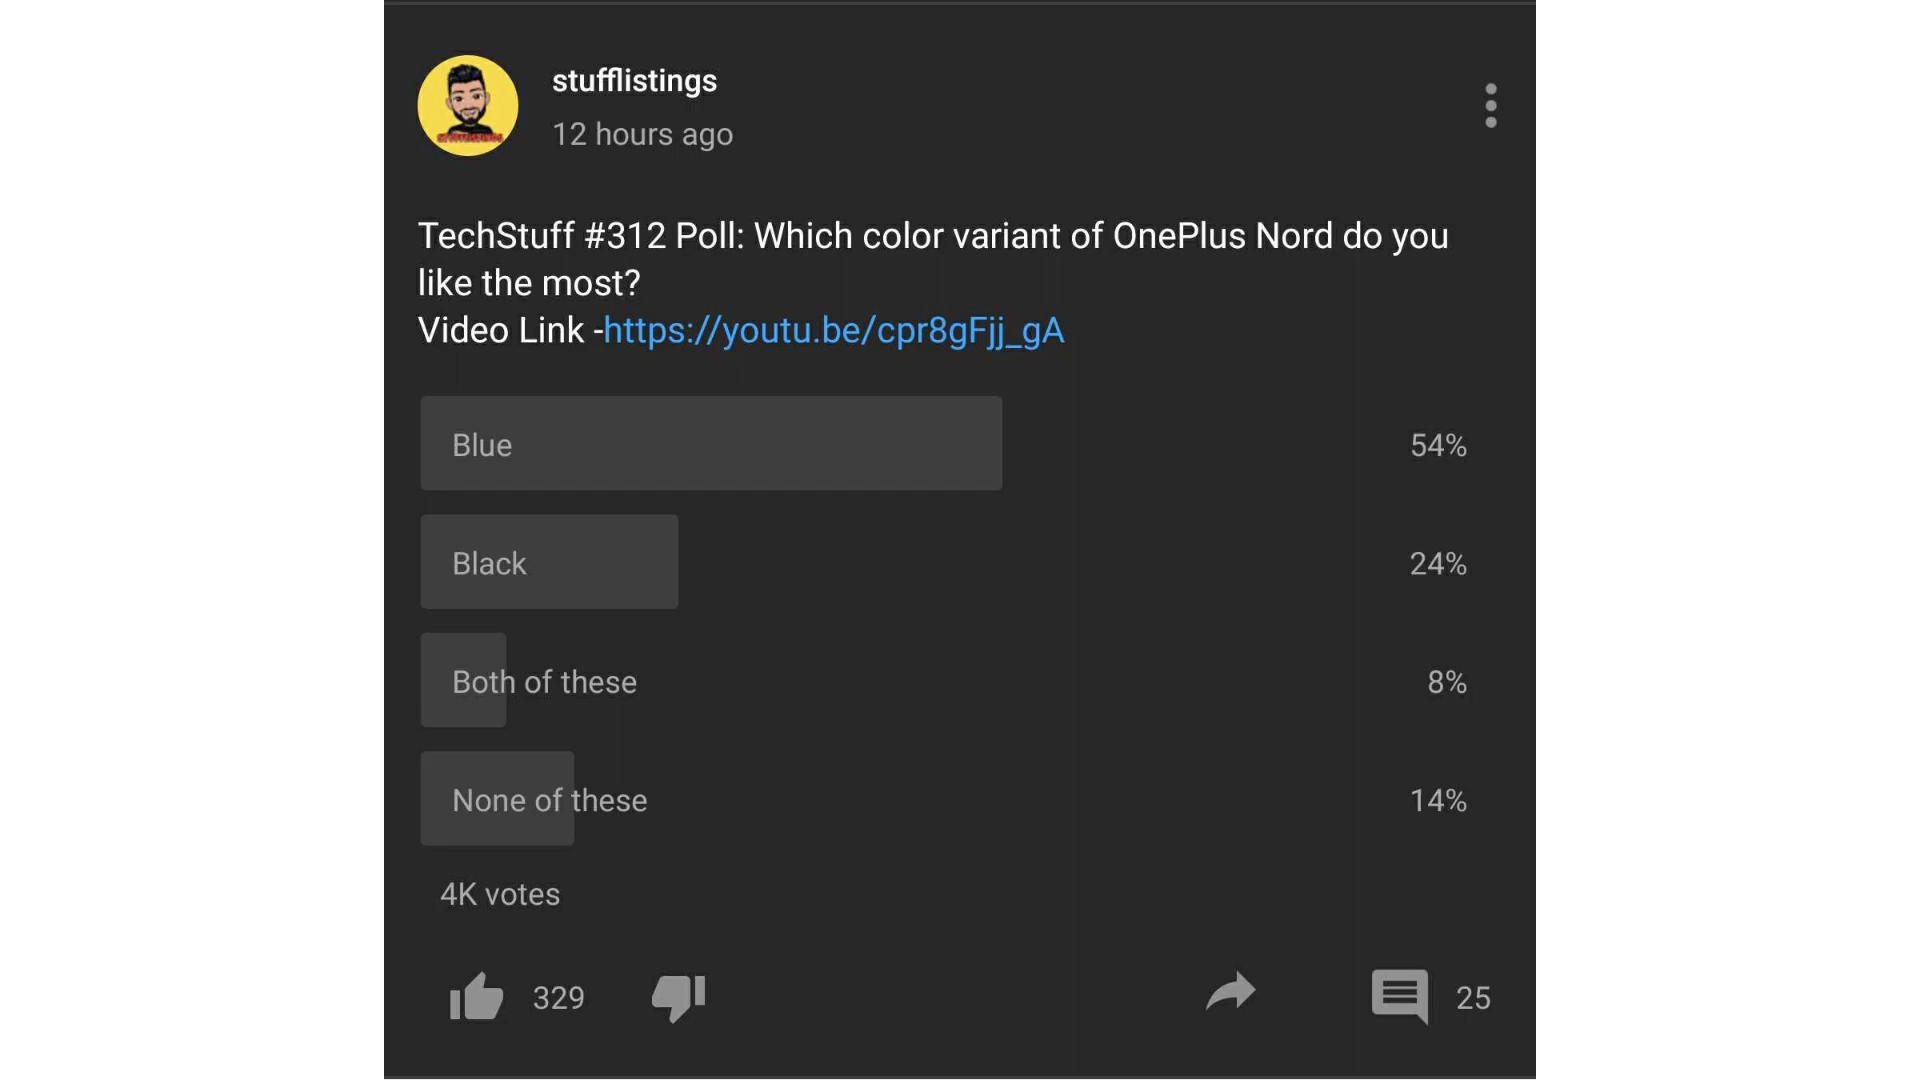 stufflistings
12 hours ago
TechStuff #312 Poll: Which color variant of OnePlus Nord do you
like the most?
Video Link -https://youtu.be/cpr8gFjj_gA
Blue 54%
Black 24%
Both of these 8%
None of these 14%
4K votes
329 25